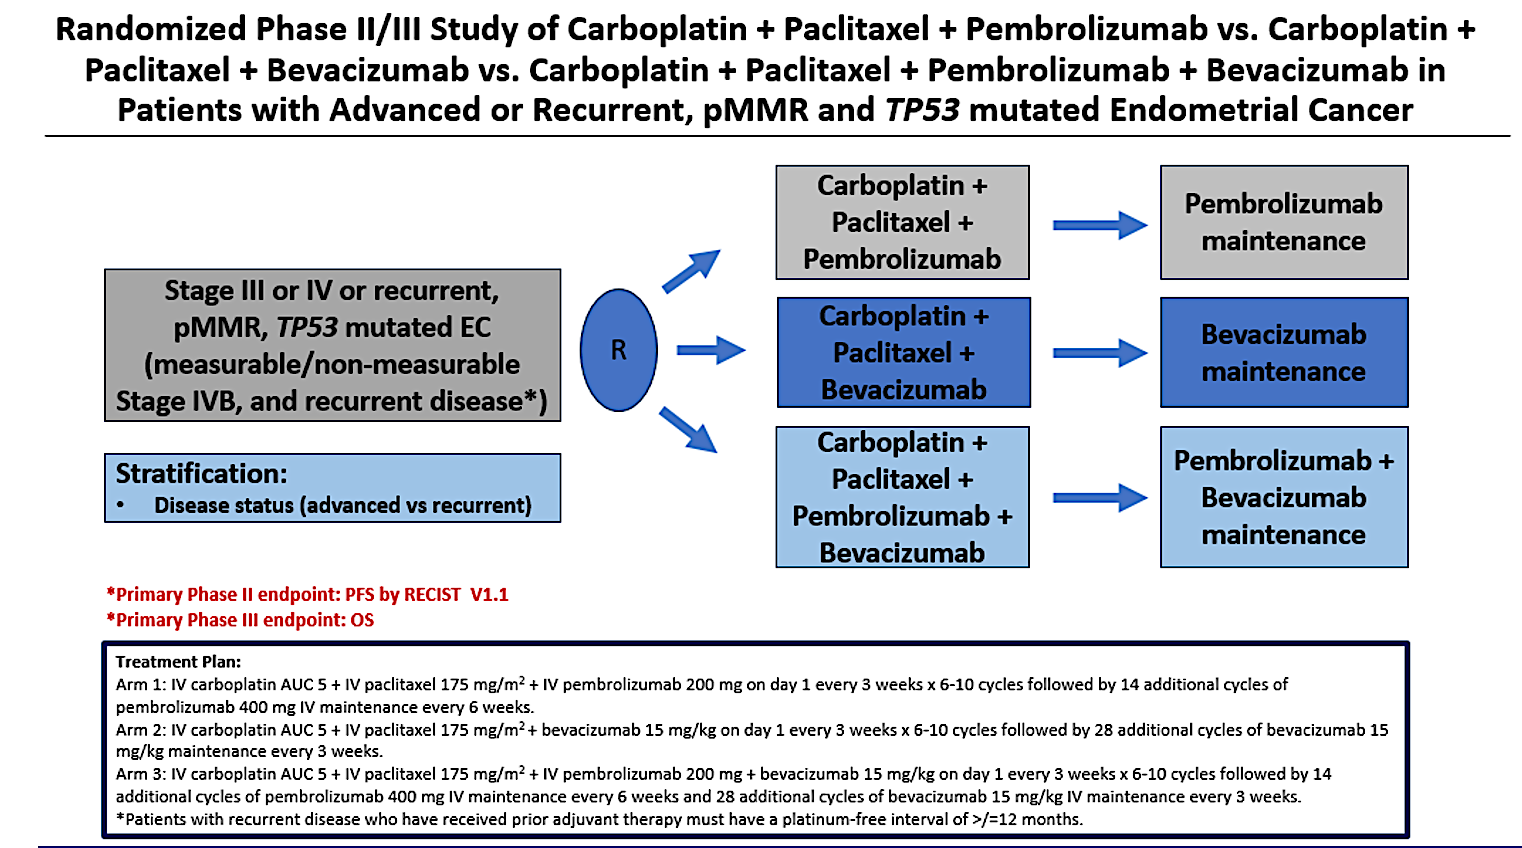 Randomized Phase II/III Study of Carboplatin + Paclitaxel + Pembrolizumab vs. Carboplatin +
Paclitaxel + Bevacizumab vs. Carboplatin + Paclitaxel + Pembrolizumab + Bevacizumab in
Patients with Advanced or Recurrent, pMMR and TP53 mutated Endometrial Cancer
Stage III or IV or recurrent,
pMMR, TP53 mutated EC
(measurable/non-measurable
Stage IVB, and recurrent disease*)
Stratification:
• Disease status (advanced vs recurrent)
R
Carboplatin +
Paclitaxel +
Pembrolizumab
Pembrolizumab
maintenance
Carboplatin +
Paclitaxel +
Bevacizumab
Bevacizumab
maintenance
Carboplatin +
Paclitaxel +
Pembrolizumab +
Bevacizumab
Pembrolizumab +
Bevacizumab
maintenance
*Primary Phase II endpoint: PFS by RECIST V1.1
*Primary Phase III endpoint: OS
Treatment Plan:
Arm 1: IV carboplatin AUC 5 + IV paclitaxel 175 mg/m² + IV pembrolizumab 200 mg on day 1 every 3 weeks x 6-10 cycles followed by 14 additional cycles of
pembrolizumab 400 mg IV maintenance every 6 weeks.
Arm 2: IV carboplatin AUC 5 + IV paclitaxel 175 mg/m² + bevacizumab 15 mg/kg on day 1 every 3 weeks x 6-10 cycles followed by 28 additional cycles of bevacizumab 15
mg/kg maintenance every 3 weeks.
Arm 3: IV carboplatin AUC 5 + IV paclitaxel 175 mg/m² + IV pembrolizumab 200 mg + bevacizumab 15 mg/kg on day 1 every 3 weeks x 6-10 cycles followed by 14
additional cycles of pembrolizumab 400 mg IV maintenance every 6 weeks and 28 additional cycles of bevacizumab 15 mg/kg IV maintenance every 3 weeks.
*Patients with recurrent disease who have received prior adjuvant therapy must have a platinum-free interval of >/=12 months.